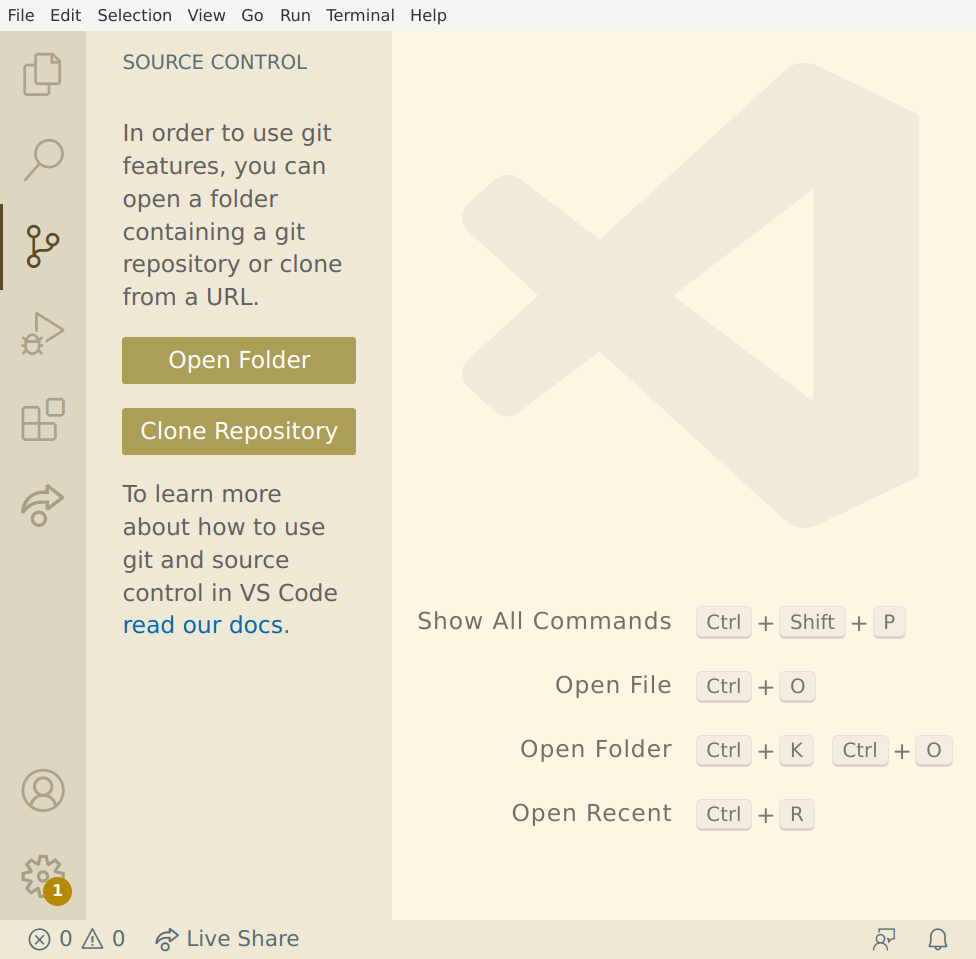 File Edit Selection View Go Run Terminal Help
SOURCE CONTROL
In order to use git
features, you can
open a folder
containing a git
repository or clone
from a URL.
Open Folder
Clone Repository
To learn more
about how to use
git and source
control in VS Code
read our docs.
Show All Commands Ctrl + Shift + P
Open File Ctrl + O
Open Folder Ctrl + K Ctrl + O
Open Recent Ctrl + R
1
0 0 Live Share